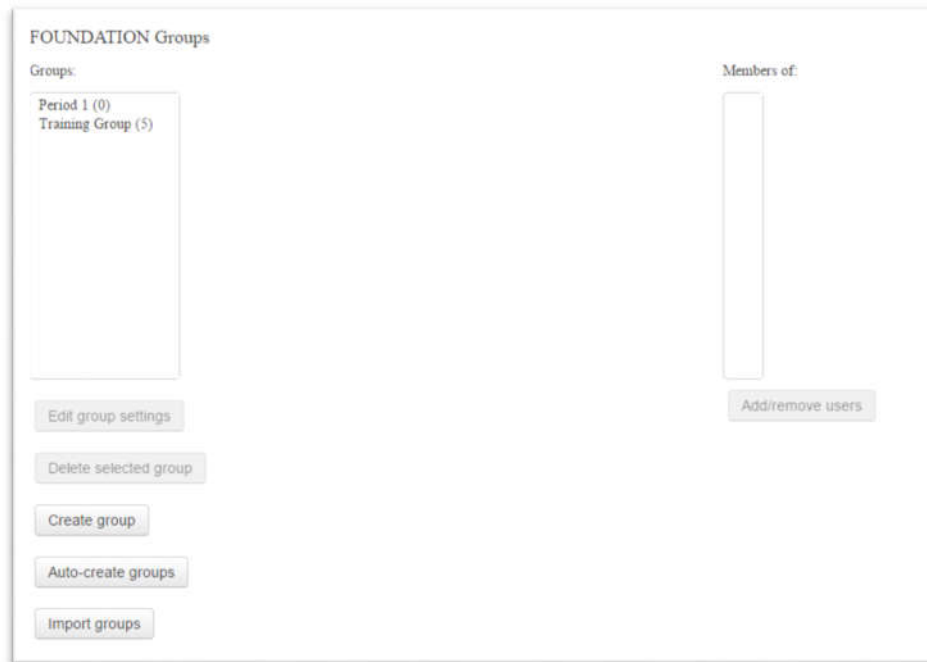 FOUNDATION Groups
Groups:
Members of:
Period 1 (0)
Training Group (5)
Edit group settings
Add/remove users
Delete selected group
Create group
Auto-create groups
Import groups